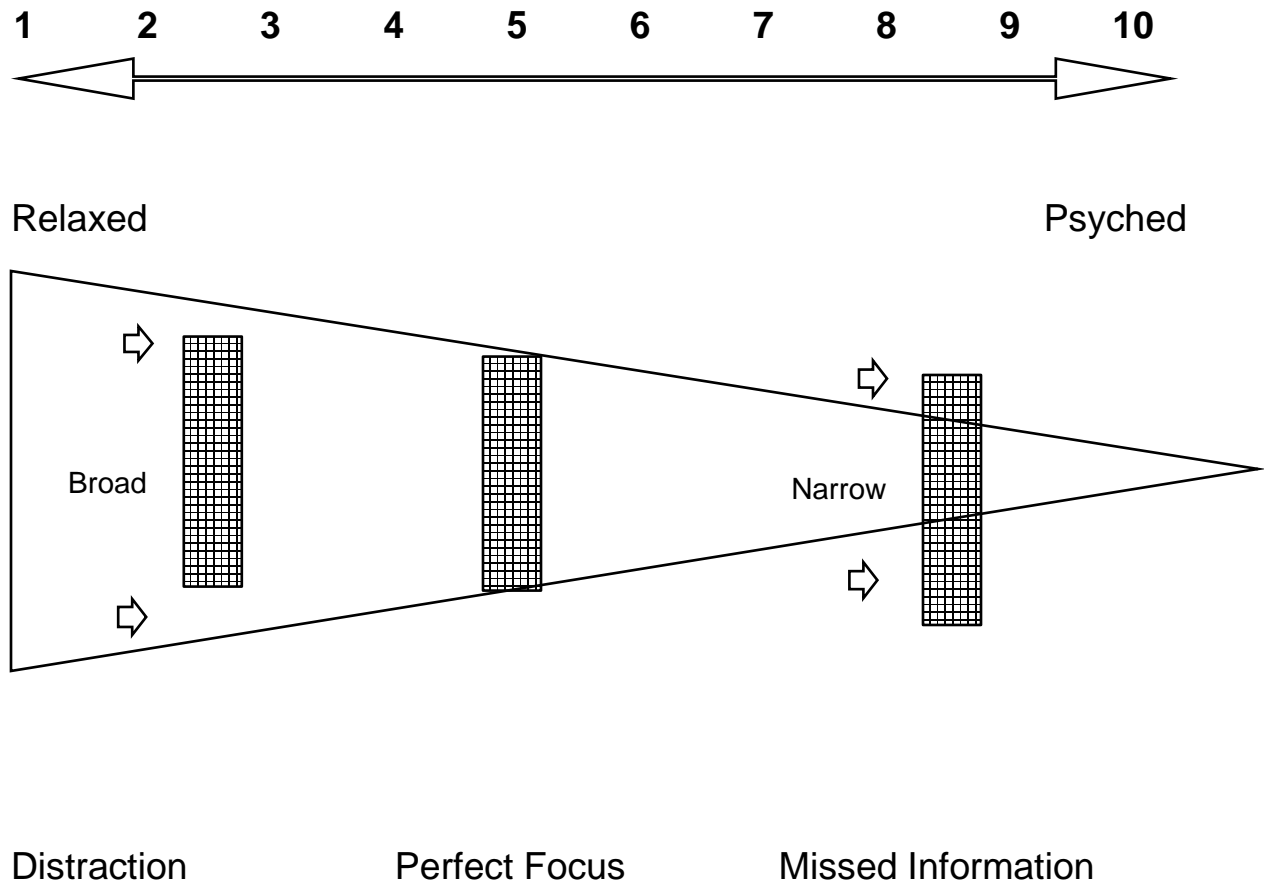 1 2 3 4 5 6 7 8 9 10
Relaxed Psyched
Broad
Narrow
Distraction Perfect Focus Missed Information